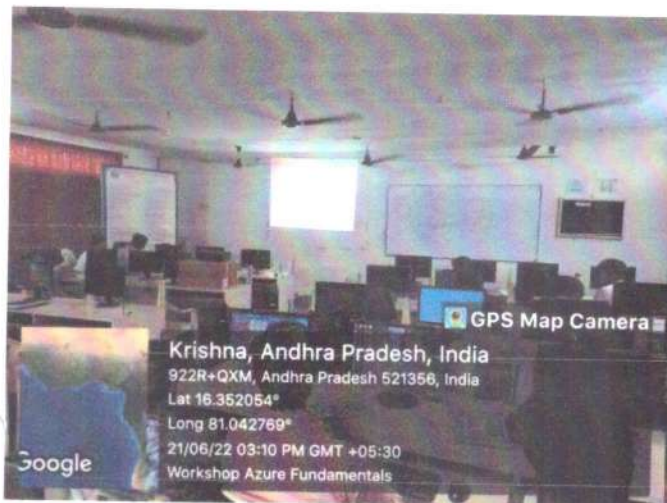 GPS Map Camera
Krishna, Andhra Pradesh, India
922R+QXM, Andhra Pradesh 521356, India
Lat 16.352054°
Long 81.042769°
21/06/22 03:10 PM GMT +05:30
Google
Workshop Azure Fundamentals